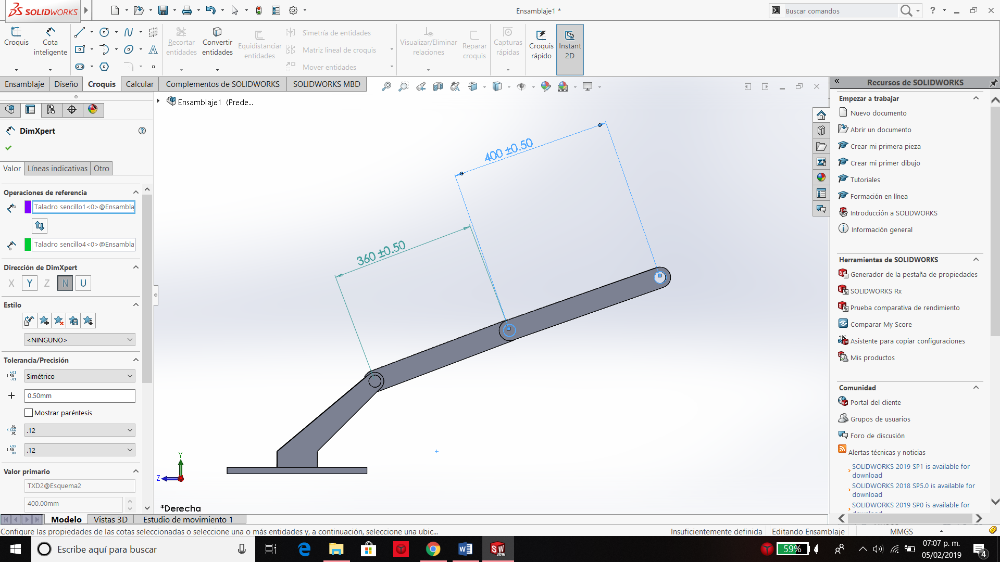 SOLIDWORKS
Ensamblaje1 *
Buscar comandos
?
Croquis
Cota inteligente
Recortar entidades
Convertir entidades
Equidistanciar entidades
Simetría de entidades
Matriz lineal de croquis
Mover entidades
Visualizar/Eliminar relaciones
Reparar croquis
Capturas rápidas
Croquis rápido
Instant 2D
Ensamblaje
Diseño
Croquis
Calcular
Complementos de SOLIDWORKS
SOLIDWORKS MBD
Ensamblaje1 (Prede...
DimXpert
Valor
Líneas indicativas
Otro
Operaciones de referencia
Taladro sencillo1<0>@Ensambla
Taladro sencillo4<0>@Ensambla
Dirección de DimXpert
X Y Z N U
Estilo
<NINGUNO>
Tolerancia/Precisión
Simétrico
0.50mm
Mostrar paréntesis
.12
.12
Valor primario
TXD2@Esquema2
400.00mm
400 ±0.50
360 ±0.50
Y
Z
*Derecha
Modelo
Vistas 3D
Estudio de movimiento 1
Recursos de SOLIDWORKS
Empezar a trabajar
Nuevo documento
Abrir un documento
Crear mi primera pieza
Crear mi primer dibujo
Tutoriales
Formación en línea
Introducción a SOLIDWORKS
Información general
Herramientas de SOLIDWORKS
Generador de la pestaña de propiedades
SOLIDWORKS Rx
Prueba comparativa de rendimiento
Comparar My Score
Asistente para copiar configuraciones
Mis productos
Comunidad
Portal del cliente
Grupos de usuarios
Foro de discusión
Alertas técnicas y noticias
SOLIDWORKS 2019 SP1 is available for
download
SOLIDWORKS 2018 SP5.0 is available for
download
SOLIDWORKS 2019 SP0 is available for
Configure las propiedades de las cotas seleccionadas o seleccione una o más entidades y, a continuación, seleccione una ubic...
Insuficientemente definida
Editando Ensamblaje
MMGS
Escribe aquí para buscar
SW 2016
59%
07:07 p. m.
05/02/2019
4